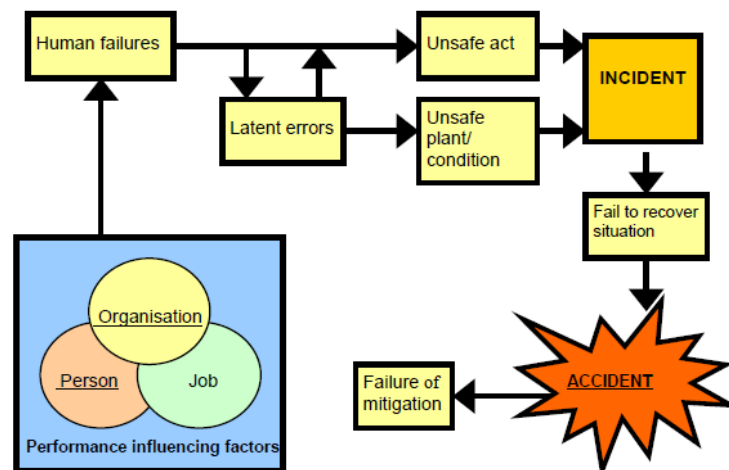 Human failures
Unsafe act
INCIDENT
Latent errors
Unsafe
plant/
condition
Fail to recover
situation
Organisation
Person
Job
Performance influencing factors
Failure of
mitigation
ACCIDENT